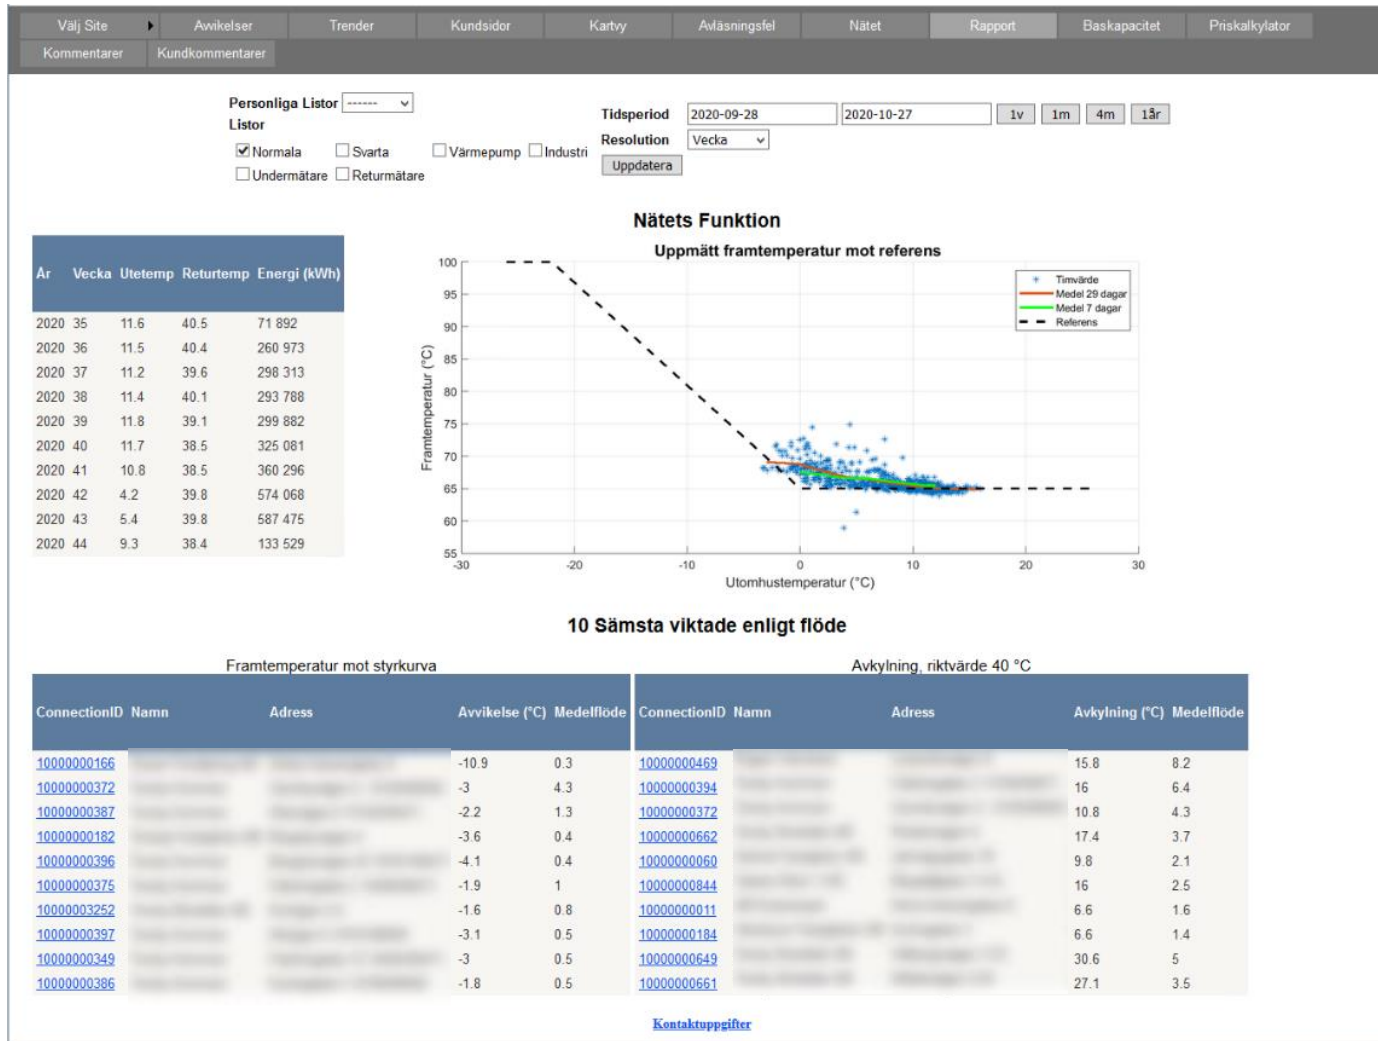 Välj Site Avvikelser Trender Kundsidor Kartvy Avläsningsfel Nätet Rapport Baskapacitet Priskalkylator
Kommentarer Kundkommentarer
Personliga Listor ------
Listor
Normala Svarta Värmepump Industri
Undermätare Returmätare
Tidsperiod 2020-09-28 2020-10-27 1v 1m 4m 1år
Resolution Vecka
Uppdatera
Nätets Funktion
År Vecka Utetemp Returtemp Energi (kWh)
2020 35 11.6 40.5 71 892
2020 36 11.5 40.4 260 973
2020 37 11.2 39.6 298 313
2020 38 11.4 40.1 293 788
2020 39 11.8 39.1 299 882
2020 40 11.7 38.5 325 081
2020 41 10.8 38.5 360 296
2020 42 4.2 39.8 574 068
2020 43 5.4 39.8 587 475
2020 44 9.3 38.4 133 529
Uppmätt framtemperatur mot referens
Timvärde
Medel 29 dagar
Medel 7 dagar
Referens
Framtemperatur (°C)
100
95
90
85
80
75
70
65
60
55
-30 -20 -10 0 10 20 30
Utomhustemperatur (°C)
10 Sämsta viktade enligt flöde
Framtemperatur mot styrkurva
ConnectionID Namn Adress Avvikelse (°C) Medelflöde
10000000166 -10.9 0.3
10000000372 -3 4.3
10000000387 -2.2 1.3
10000000182 -3.6 0.4
10000000396 -4.1 0.4
10000000375 -1.9 1
10000003252 -1.6 0.8
10000000397 -3.1 0.5
10000000349 -3 0.5
10000000386 -1.8 0.5
Avkylning, riktvärde 40 °C
ConnectionID Namn Adress Avkylning (°C) Medelflöde
10000000469 15.8 8.2
10000000394 16 6.4
10000000372 10.8 4.3
10000000662 17.4 3.7
10000000060 9.8 2.1
10000000844 16 2.5
10000000011 6.6 1.6
10000000184 6.6 1.4
10000000649 30.6 5
10000000661 27.1 3.5
Kontaktuppgifter